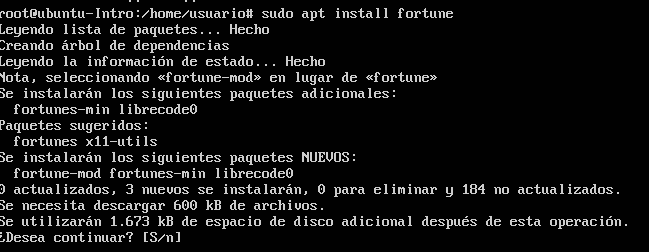 root@ubuntu-Intro:/home/usuario# sudo apt install fortune
Leyendo lista de paquetes... Hecho
Creando árbol de dependencias
Leyendo la información de estado... Hecho
Nota, seleccionando «fortune-mod» en lugar de «fortune»
Se instalarán los siguientes paquetes adicionales:
  fortunes-min librecode0
Paquetes sugeridos:
  fortunes x11-utils
Se instalarán los siguientes paquetes NUEVOS:
  fortune-mod fortunes-min librecode0
0 actualizados, 3 nuevos se instalarán, 0 para eliminar y 184 no actualizados.
Se necesita descargar 600 kB de archivos.
Se utilizarán 1.673 kB de espacio de disco adicional después de esta operación.
¿Desea continuar? [S/n]